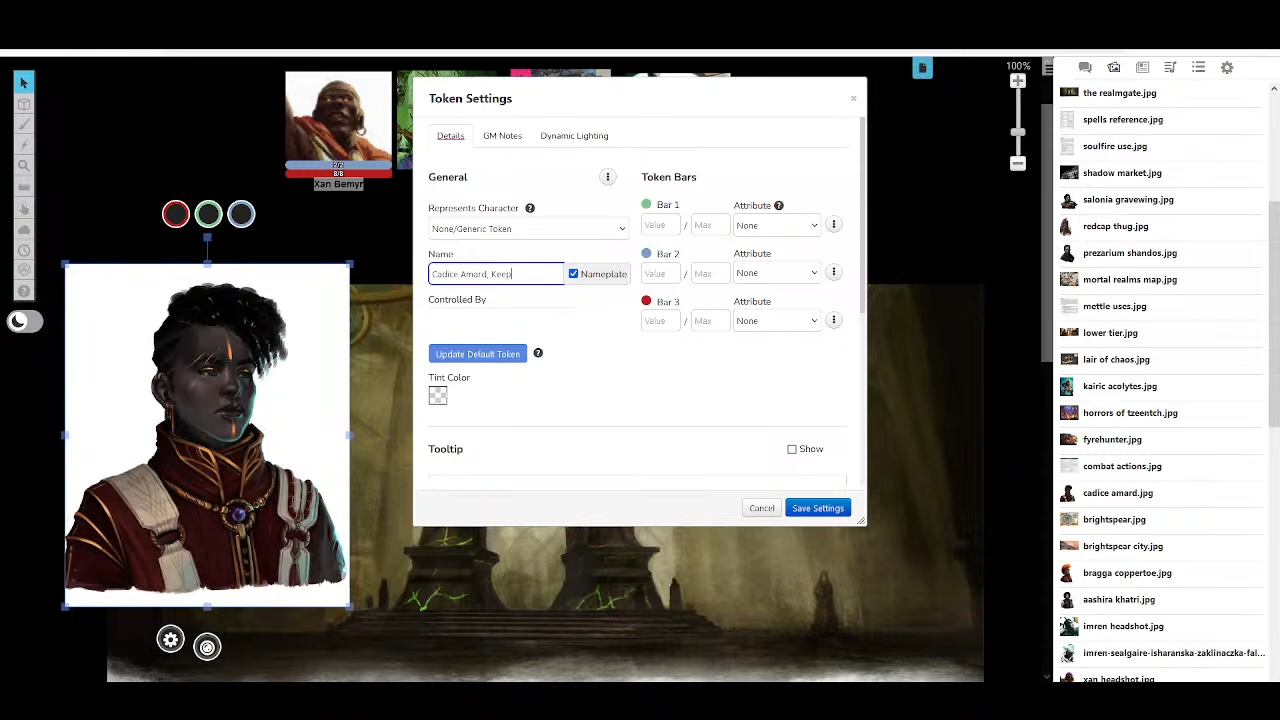 100%
2/2
8/8
Xan Bemyr
Token Settings
×
Details
GM Notes
Dynamic Lighting
General
Represents Character
None/Generic Token
Name
Cadice Amard, Keep
Nameplate
Controlled By
Update Default Token
Tint Color
Token Bars
Bar 1
Attribute
Value / Max
None
Bar 2
Attribute
Value / Max
None
Bar 3
Attribute
Value / Max
None
Tooltip
Show
Cancel
Save Settings
the realmgate.jpg
spells reference.jpg
soulfire use.jpg
shadow market.jpg
salonia gravewing.jpg
redcap thug.jpg
prezarium shandos.jpg
mortal realms map.jpg
mettle uses.jpg
lower tier.jpg
lair of chaos.jpg
kairic acolytes.jpg
horrors of tzeentch.jpg
fyrehunter.jpg
combat actions.jpg
cadice amard.jpg
brightspear.jpg
brightspear city.jpg
bragga coppertoe.jpg
aashira khatri.jpg
imren headshot.jpg
imren-sealgaire-isharanska-zaklinaczka-fal...
xan headshot.jpg